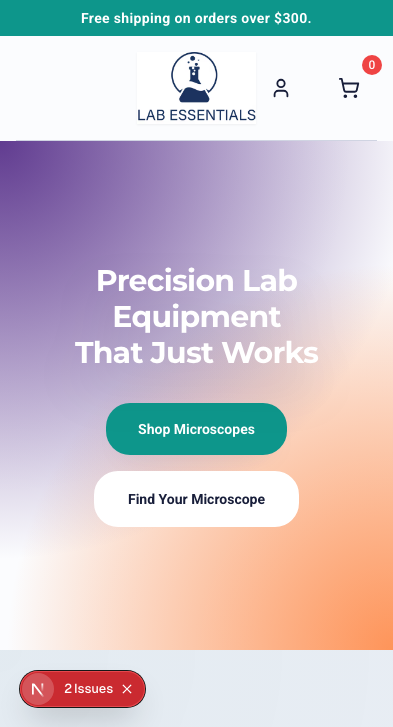 Free shipping on orders over $300.
0
LAB ESSENTIALS
Precision Lab
Equipment
That Just Works
Shop Microscopes
Find Your Microscope
N
2 Issues